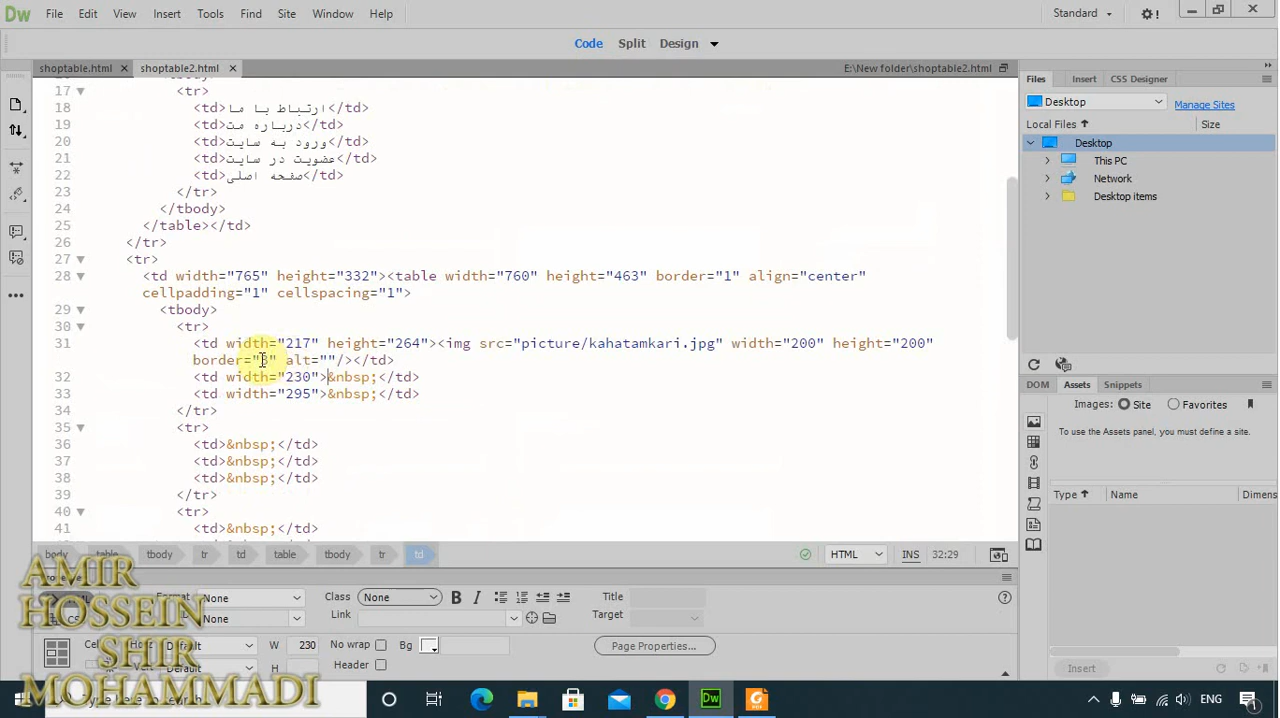 Dw File Edit View Insert Tools Find Site Window Help Standard
Code Split Design
shoptable.html shoptable2.html E:\New folder\shoptable2.html
17 <tr>
18 <td>ارتباط با ما</td>
19 <td>درباره مت</td>
20 <td>ورود به سایت</td>
21 <td>عضویت در سایت</td>
22 <td>صفحه اصلی</td>
23 </tr>
24 </tbody>
25 </table></td>
26 </tr>
27 <tr>
28 <td width="765" height="332"><table width="760" height="463" border="1" align="center"
cellpadding="1" cellspacing="1">
29 <tbody>
30 <tr>
31 <td width="217" height="264"><img src="picture/kahatamkari.jpg" width="200" height="200"
border="3" alt=""/></td>
32 <td width="230">&nbsp;</td>
33 <td width="295">&nbsp;</td>
34 </tr>
35 <tr>
36 <td>&nbsp;</td>
37 <td>&nbsp;</td>
38 <td>&nbsp;</td>
39 </tr>
40 <tr>
41 <td>&nbsp;</td>
body table tbody tr td table tbody tr td HTML INS 32:29
Files Insert CSS Designer
Desktop Manage Sites
Local Files Size
Desktop
This PC
Network
Desktop items
DOM Assets Snippets
Images: Site Favorites
To use the Assets panel, you must define a site.
Type Name Dimens
Insert
Format None Class None B I Title
None Link Target
Horz Default W 230 No wrap Bg Page Properties...
Default H Header
AMIR
HOSSEIN
SHIR
MOHAMMADI
ENG